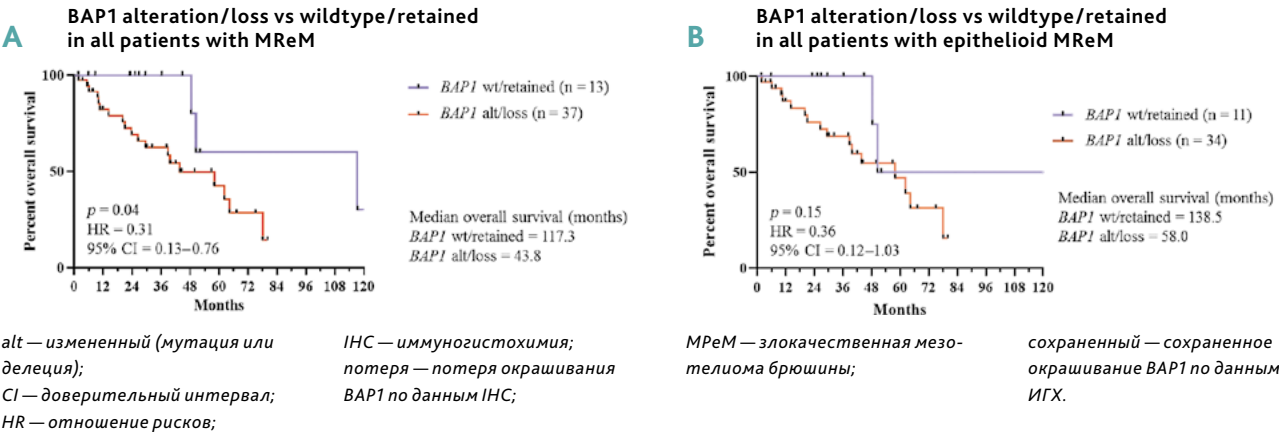 A
BAP1 alteration/loss vs wildtype/retained
in all patients with MReM
100
50
0
Percent overall survival
0 12 24 36 48 60 72 84 96 108 120
Months
p = 0.04
HR = 0.31
95% CI = 0.13–0.76
BAP1 wt/retained (n = 13)
BAP1 alt/loss (n = 37)
Median overall survival (months)
BAP1 wt/retained = 117.3
BAP1 alt/loss = 43.8
B
BAP1 alteration/loss vs wildtype/retained
in all patients with epithelioid MReM
100
50
0
Percent overall survival
0 12 24 36 48 60 72 84 96 108 120
Months
p = 0.15
HR = 0.36
95% CI = 0.12–1.03
BAP1 wt/retained (n = 11)
BAP1 alt/loss (n = 34)
Median overall survival (months)
BAP1 wt/retained = 138.5
BAP1 alt/loss = 58.0
alt — измененный (мутация или
делеция);
CI — доверительный интервал;
HR — отношение рисков;
IHC — иммуногистохимия;
потеря — потеря окрашивания
BAP1 по данным IHC;
MPeM — злокачественная мезо-
телиома брюшины;
сохраненный — сохраненное
окрашивание BAP1 по данным
ИГХ.